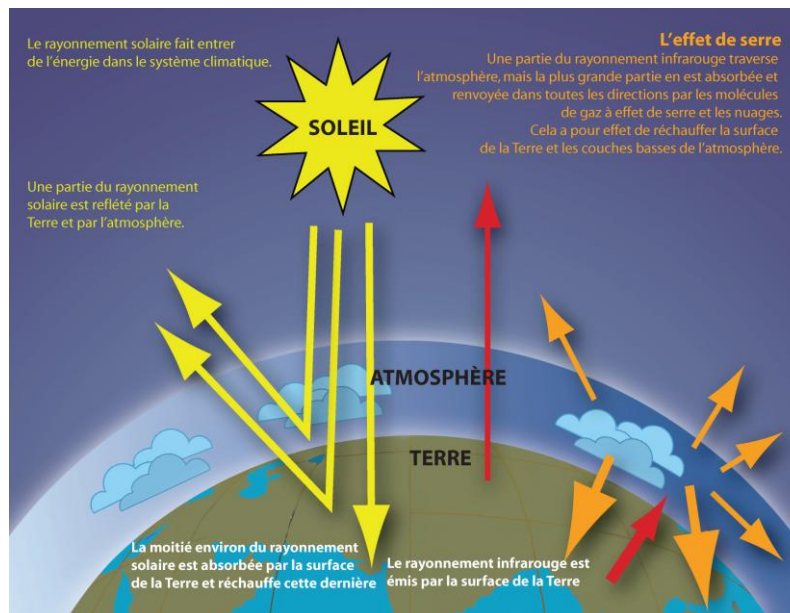 Le rayonnement solaire fait entrer
de l'énergie dans le système climatique.
L'effet de serre
Une partie du rayonnement infrarouge traverse
l'atmosphère, mais la plus grande partie en est absorbée et
renvoyée dans toutes les directions par les molécules
de gaz à effet de serre et les nuages.
Cela a pour effet de réchauffer la surface
de la Terre et les couches basses de l'atmosphère.
SOLEIL
Une partie du rayonnement
solaire est reflété par la
Terre et par l'atmosphère.
ATMOSPHÈRE
TERRE
La moitié environ du rayonnement
solaire est absorbée par la surface
de la Terre et réchauffe cette dernière
Le rayonnement infrarouge est
émis par la surface de la Terre